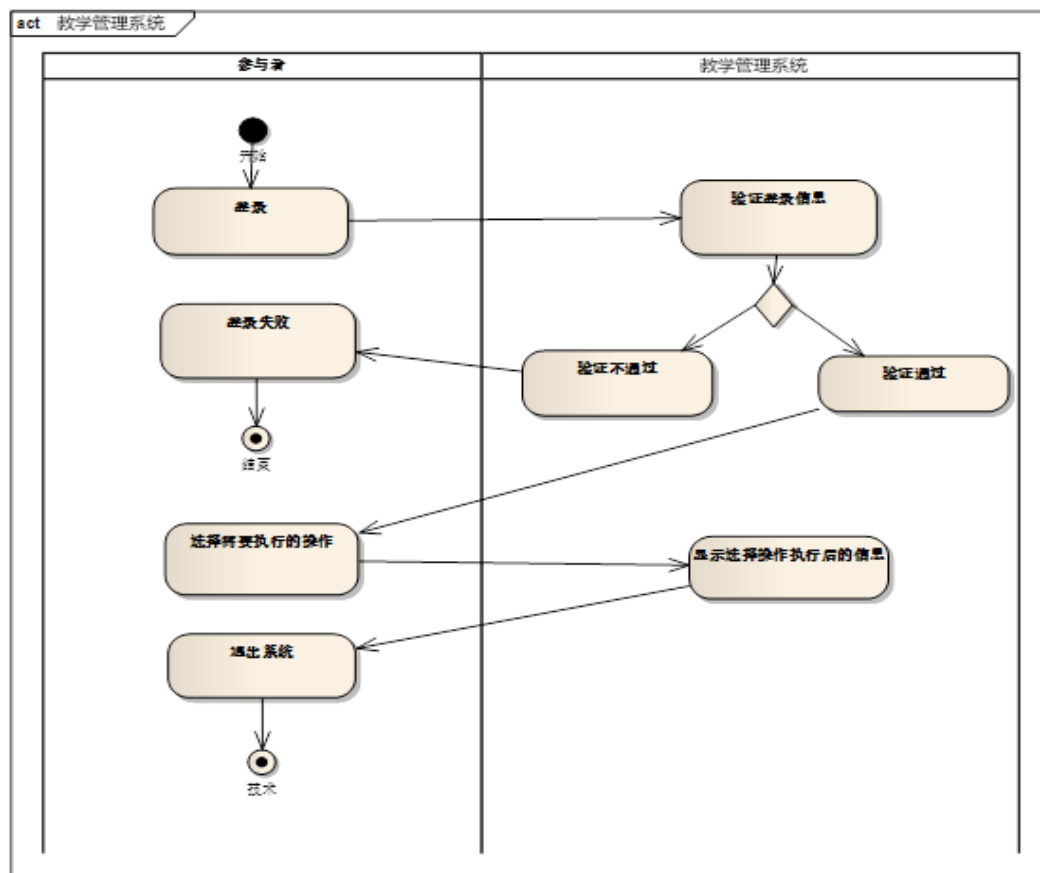 act 教学管理系统
参与者
教学管理系统
开始
登录
验证登录信息
登录失败
验证不通过
验证通过
结束
选择将要执行的操作
显示选择操作执行后的信息
退出系统
技术